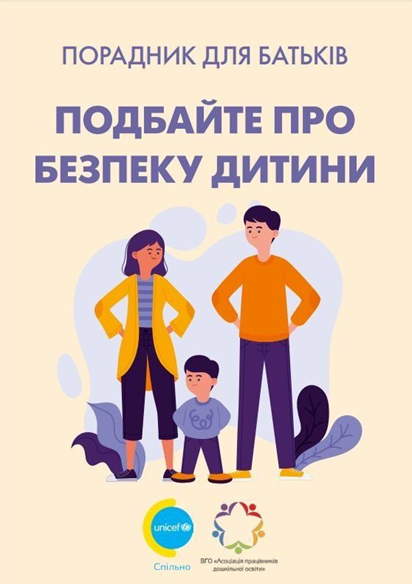 ПОРАДНИК ДЛЯ БАТЬКІВ
ПОДБАЙТЕ ПРО
БЕЗПЕКУ ДИТИНИ
unicef
Спільно
ВГО «Асоціація працівників
дошкільної освіти»